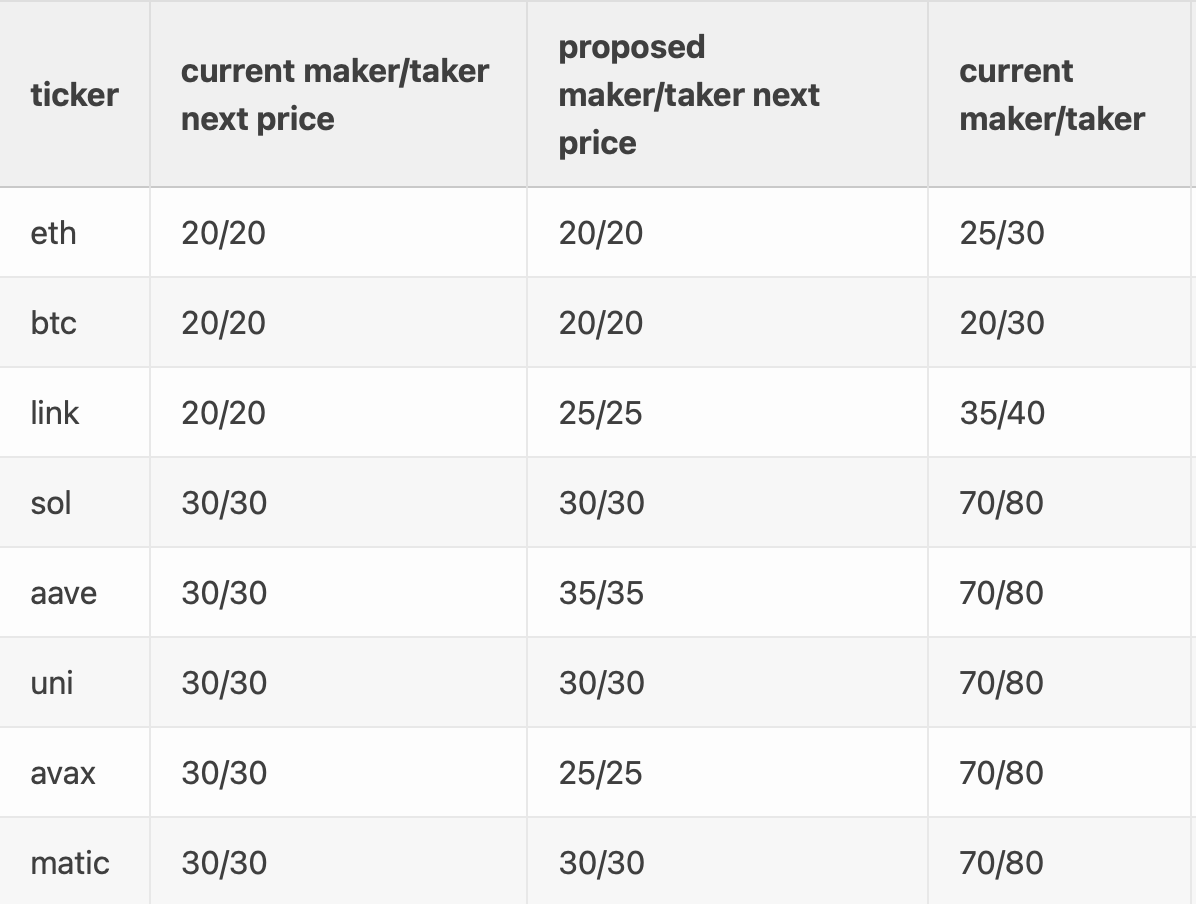 ticker current maker/taker next price proposed maker/taker next price current maker/taker
eth 20/20 20/20 25/30
btc 20/20 20/20 20/30
link 20/20 25/25 35/40
sol 30/30 30/30 70/80
aave 30/30 35/35 70/80
uni 30/30 30/30 70/80
avax 30/30 25/25 70/80
matic 30/30 30/30 70/80